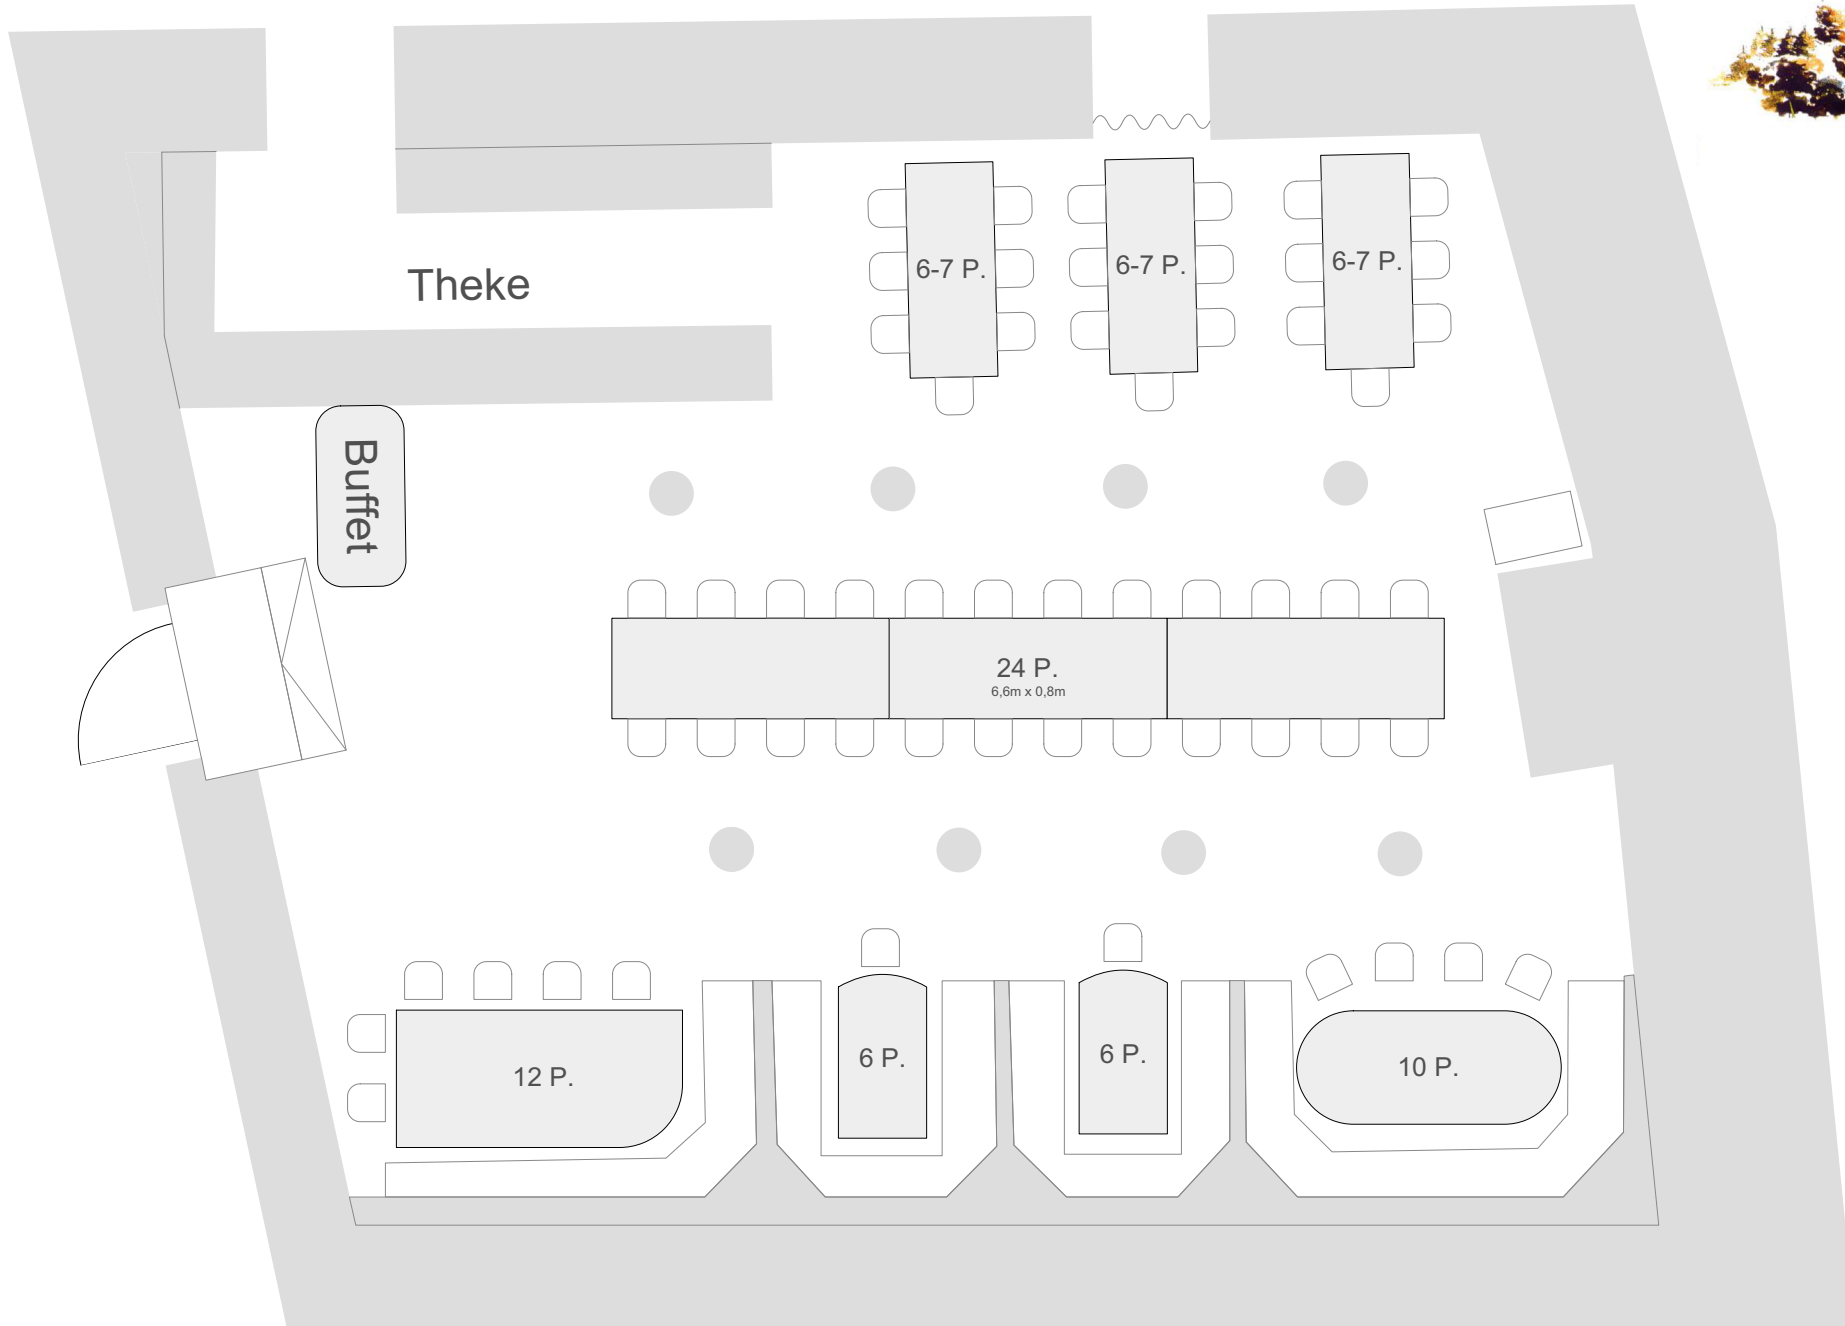 6-7 P.
6-7 P.
6-7 P.
Theke
Buffet
24 P.
6,6m x 0,8m
12 P.
6 P.
6 P.
10 P.